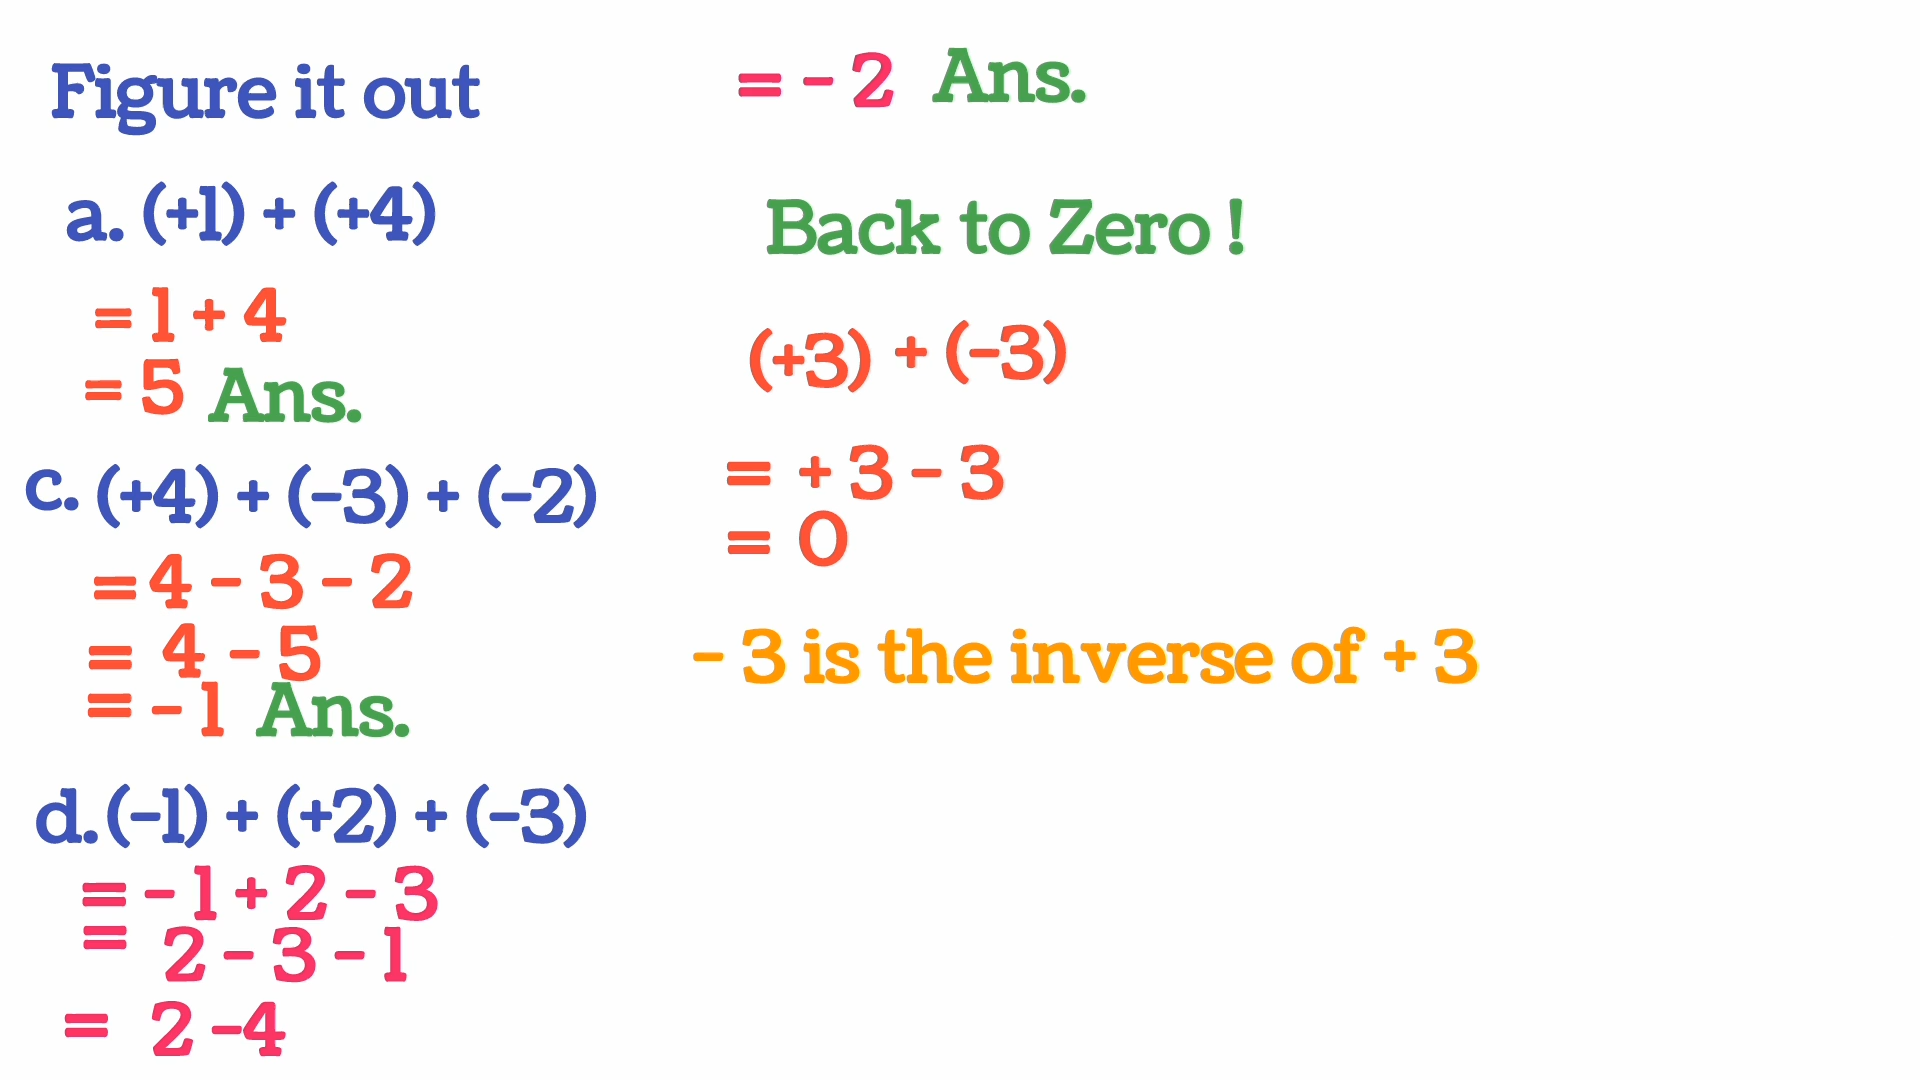 Figure it out
a. (+1) + (+4)
= 1 + 4
= 5 Ans.
c. (+4) + (-3) + (-2)
= 4 - 3 - 2
= 4 - 5
= - 1 Ans.
d. (-1) + (+2) + (-3)
= - 1 + 2 - 3
= 2 - 3 - 1
= 2 -4
= - 2 Ans.
Back to Zero !
(+3) + (-3)
= + 3 - 3
= 0
- 3 is the inverse of + 3